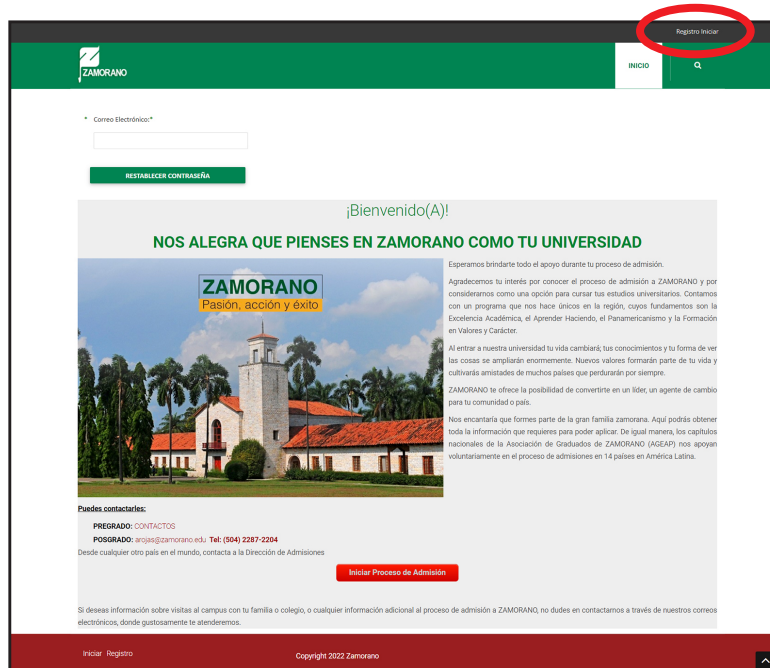 Registro Iniciar
ZAMORANO
INICIO
* Correo Electrónico:*
RESTABLECER CONTRASEÑA
¡Bienvenido(A)!
NOS ALEGRA QUE PIENSES EN ZAMORANO COMO TU UNIVERSIDAD
ZAMORANO
Pasión, acción y éxito
Esperamos brindarte todo el apoyo durante tu proceso de admisión.
Agradecemos tu interés por conocer el proceso de admisión a ZAMORANO y por
considerarnos como una opción para cursar tus estudios universitarios. Contamos
con un programa que nos hace únicos en la región, cuyos fundamentos son la
Excelencia Académica, el Aprender Haciendo, el Panamericanismo y la Formación
en Valores y Carácter.
Al entrar a nuestra universidad tu vida cambiará; tus conocimientos y tu forma de ver
las cosas se ampliarán enormemente. Nuevos valores formarán parte de tu vida y
cultivarás amistades de muchos países que perdurarán por siempre.
ZAMORANO te ofrece la posibilidad de convertirte en un líder, un agente de cambio
para tu comunidad o país.
Nos encantaría que formes parte de la gran familia zamorana. Aquí podrás obtener
toda la información que requieres para poder aplicar. De igual manera, los capítulos
nacionales de la Asociación de Graduados de ZAMORANO (AGEAP) nos apoyan
voluntariamente en el proceso de admisiones en 14 países en América Latina.
Puedes contactarles:
PREGRADO: CONTACTOS
POSGRADO: arojas@zamorano.edu Tel: (504) 2287-2204
Desde cualquier otro país en el mundo, contacta a la Dirección de Admisiones
Iniciar Proceso de Admisión
Si deseas información sobre visitas al campus con tu familia o colegio, o cualquier información adicional al proceso de admisión a ZAMORANO, no dudes en contactarnos a través de nuestros correos
electrónicos, donde gustosamente te atenderemos.
Iniciar Registro
Copyright 2022 Zamorano